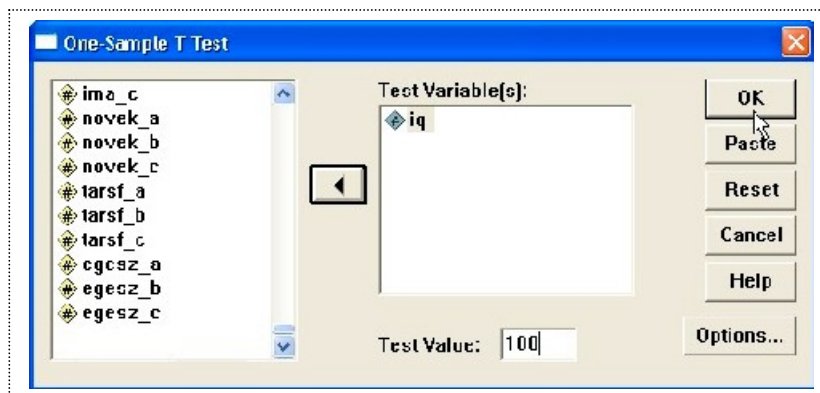 One-Sample T Test
ima_c
novek_a
novek_b
novek_c
tarsf_a
tarsf_b
tarsf_c
egesz_a
egesz_b
egesz_c
Test Variable(s):
iq
Test Value: 100
OK
Paste
Reset
Cancel
Help
Options...